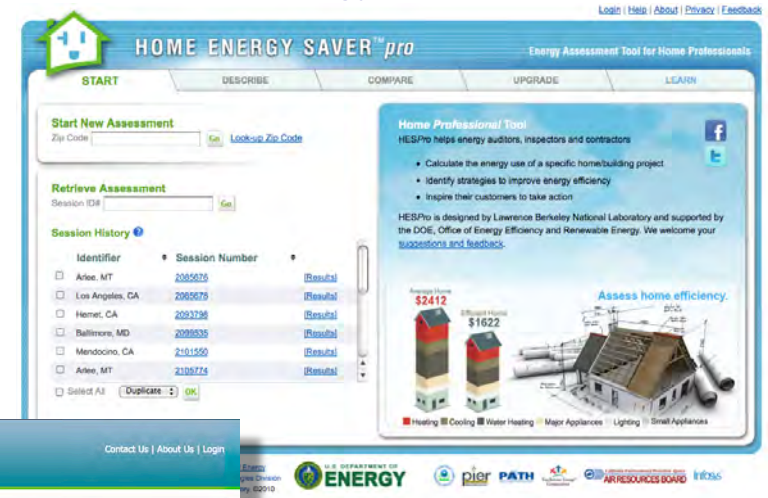 Login | Help | About | Privacy | Feedback
HOME ENERGY SAVER™ pro
Energy Assessment Tool for Home Professionals
START DESCRIBE COMPARE UPGRADE LEARN
Start New Assessment
Zip Code Go Look-up Zip Code
Retrieve Assessment
Session ID# Go
Session History ?
Identifier Session Number
Arlee, MT 2085676 [Results]
Los Angeles, CA 2085678 [Results]
Hemet, CA 2093796 [Results]
Baltimore, MD 2099535 [Results]
Mendocino, CA 2101550 [Results]
Arlee, MT 2105774 [Results]
Select All Duplicate OK
Home Professional Tool
HESPro helps energy auditors, inspectors and contractors
• Calculate the energy use of a specific home/building project
• Identify strategies to improve energy efficiency
• Inspire their customers to take action
HESPro is designed by Lawrence Berkeley National Laboratory and supported by
the DOE, Office of Energy Efficiency and Renewable Energy. We welcome your
suggestions and feedback.
Average Home
$2412
Efficient Home
$1622
Assess home efficiency.
Heating Cooling Water Heating Major Appliances Lighting Small Appliances
Contact Us | About Us | Login
Energy
Division
©2010
U.S. DEPARTMENT OF
ENERGY
pier
PATH
AIR RESOURCES BOARD
Infosys